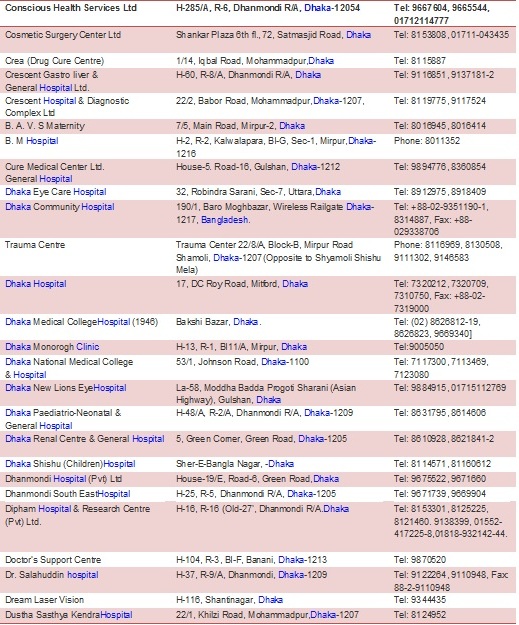 Conscious Health Services Ltd H-285/A, R-6, Dhanmondi R/A, Dhaka-12054 Tel: 9667604, 9665544,
01712114777
Cosmetic Surgery Center Ltd Shankar Plaza 6th fl., 72, Satmasjid Road, Dhaka Tel: 8153808, 01711-043435
Crea (Drug Cure Centre) 1/14, Iqbal Road, Mohammadpur,Dhaka Tel: 8115887
Crescent Gastro liver & H-60, R-8/A, Dhanmondi R/A, Dhaka Tel: 9116851, 9137181-2
General Hospital Ltd.
Crescent Hospital & Diagnostic 22/2, Babor Road, Mohammadpur,Dhaka-1207, Tel: 8119775, 9117524
Complex Ltd
B. A. V. S Maternity 7/5, Main Road, Mirpur-2, Dhaka Tel: 8016945, 8016414
B. M Hospital H-2, R-2, Kalwalapara, Bl-G, Sec-1, Mirpur,Dhaka- Phone: 8011352
1216
Cure Medical Center Ltd. House-5. Road-16, Gulshan, Dhaka-1212 Tel: 9894776, 8360854
General Hospital
Dhaka Eye Care Hospital 32, Robindra Sarani, Sec-7, Uttara,Dhaka Tel: 8912975, 8918409
Dhaka Community Hospital 190/1, Baro Moghbazar, Wireless Railgate Dhaka- Tel: +88-02-9351190-1,
1217, Bangladesh. 8314887, Fax: +88-
029338706
Trauma Centre Trauma Center 22/8/A, Block-B, Mirpur Road Phone: 8116969, 8130508,
Shamoli, Dhaka-1207(Opposite to Shyamoli Shishu 9111302, 9146583
Mela)
Dhaka Hospital 17, DC Roy Road, Mitford, Dhaka Tel: 7320212, 7320709,
7310750, Fax: +88-02-
7319000
Dhaka Medical CollegeHospital (1946) Bakshi Bazar, Dhaka. Tel: (02) 8626812-19,
8626823, 9669340]
Dhaka Monorogh Clinic H-13, R-1, Bl11/A, Mirpur, Dhaka Tel:9005050
Dhaka National Medical College 53/1, Johnson Road, Dhaka-1100 Tel: 7117300, 7113469,
& Hospital 7123080
Dhaka New Lions EyeHospital La-58, Moddha Badda Progoti Sharani (Asian Tel: 9884915, 01715112769
Highway), Gulshan, Dhaka
Dhaka Paediatrio-Neonatal & H-48/A, R-2/A, Dhanmondi R/A, Dhaka-1209 Tel: 8631795, 8614606
General Hospital
Dhaka Renal Centre & General Hospital 5, Green Corner, Green Road, Dhaka-1205 Tel: 8610928, 8621841-2
Dhaka Shishu (Children)Hospital Sher-E-Bangla Nagar, -Dhaka Tel: 8114571, 81160612
Dhanmondi Hospital (Pvt) Ltd House-19/E, Road-6, Green Road,Dhaka Tel: 9675522, 9671660
Dhanmondi South EastHospital H-25, R-5, Dhanmondi R/A, Dhaka-1205 Tel: 9671739, 9669904
Dipham Hospital & Research Centre H-16, R-16 (Old-27', Dhanmondi R/A.Dhaka Tel: 8153301, 8125225,
(Pvt) Ltd. 8121460. 9138399, 01552-
417225-8,01818-932142-44.
Doctor's Support Centre H-104, R-3, Bl-F, Banani, Dhaka-1213 Tel: 9870520
Dr. Salahuddin hospital H-37, R-9/A, Dhanmondi, Dhaka-1209 Tel: 9122264, 9110948, Fax:
88-2-9110948
Dream Laser Vision H-116, Shantinagar, Dhaka Tel: 9344435
Dustha Sasthya KendraHospital 22/1, Khilzi Road, Mohammadpur,Dhaka-1207 Tel: 8124952